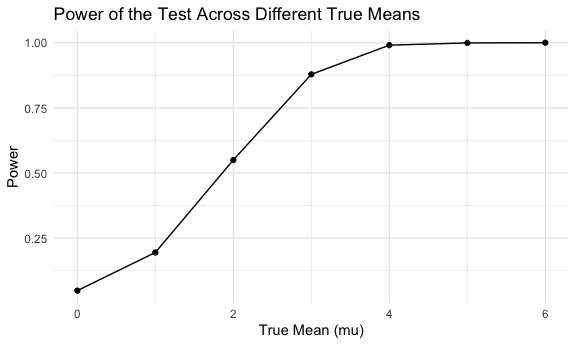 Power of the Test Across Different True Means
1.00
0.75
0.50
0.25
Power
0 2 4 6
True Mean (mu)